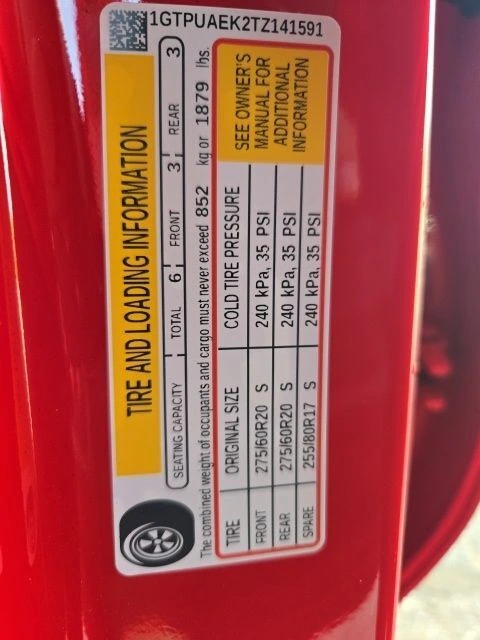 1GTPUAEK2TZ141591
TIRE AND LOADING INFORMATION
SEATING CAPACITY TOTAL 6 FRONT 3 REAR 3
The combined weight of occupants and cargo must never exceed 852 kg or 1879 lbs.
TIRE ORIGINAL SIZE COLD TIRE PRESSURE
FRONT 275/60R20 S 240 kPa, 35 PSI
REAR 275/60R20 S 240 kPa, 35 PSI
SPARE 255/80R17 S 240 kPa, 35 PSI
SEE OWNER'S
MANUAL FOR
ADDITIONAL
INFORMATION